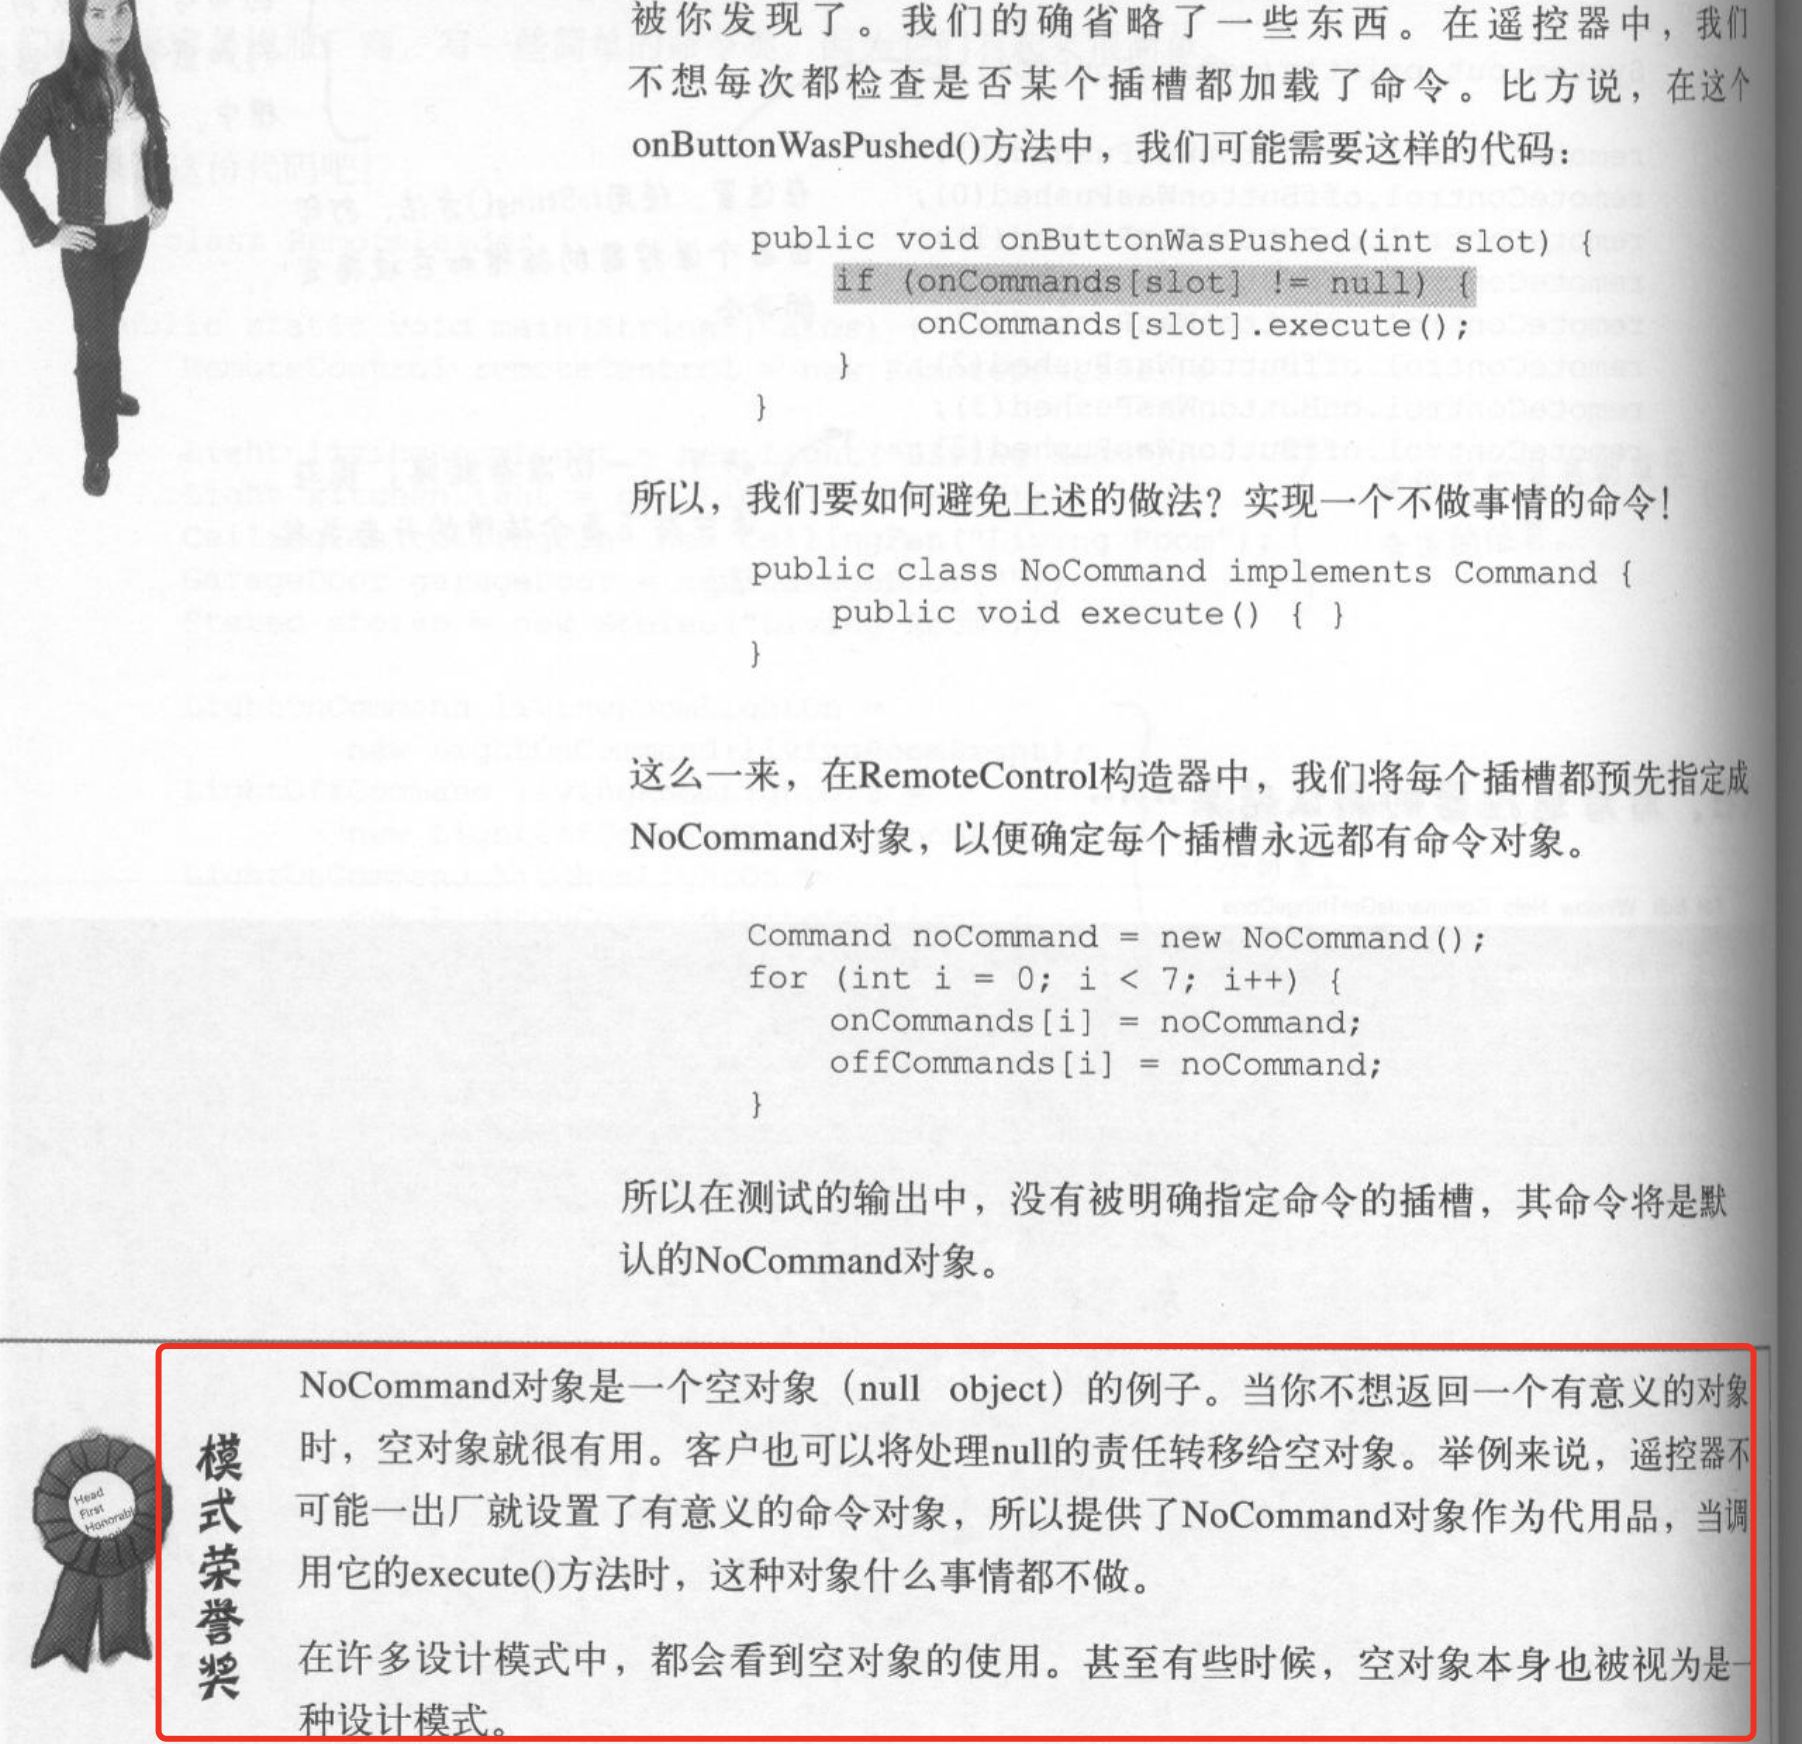 被你发现了。我们的确省略了一些东西。在遥控器中，我们
不想每次都检查是否某个插槽都加载了命令。比方说，在这个
onButtonWasPushed()方法中，我们可能需要这样的代码：
public void onButtonWasPushed(int slot) {
if (onCommands[slot] != null) {
onCommands[slot].execute();
}
}
所以，我们要如何避免上述的做法？实现一个不做事情的命令！
public class NoCommand implements Command {
public void execute() { }
}
这么一来，在RemoteControl构造器中，我们将每个插槽都预先指定成
NoCommand对象，以便确定每个插槽永远都有命令对象。
Command noCommand = new NoCommand();
for (int i = 0; i < 7; i++) {
onCommands[i] = noCommand;
offCommands[i] = noCommand;
}
所以在测试的输出中，没有被明确指定命令的插槽，其命令将是默
认的NoCommand对象。
模式荣誉奖
Head
First
Honorabl
NoCommand对象是一个空对象（null object）的例子。当你不想返回一个有意义的对象
时，空对象就很有用。客户也可以将处理null的责任转移给空对象。举例来说，遥控器不
可能一出厂就设置了有意义的命令对象，所以提供了NoCommand对象作为代用品，当调
用它的execute()方法时，这种对象什么事情都不做。
在许多设计模式中，都会看到空对象的使用。甚至有些时候，空对象本身也被视为是一
种设计模式。